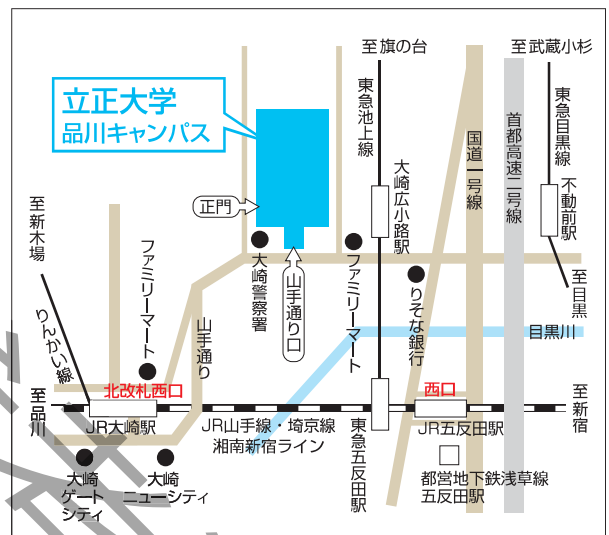 至旗の台
至武蔵小杉
立正大学
品川キャンパス
東急池上線
国道一号線
首都高速二号線
東急目黒線
不動前駅
大崎広小路駅
正門
至新木場
ファミリーマート
大崎警察署
山手通り口
ファミリーマート
りそな銀行
至目黒
りんかい線
山手通り
目黒川
至品川
北改札西口
西口
至新宿
JR大崎駅
JR山手線・埼京線
湘南新宿ライン
東急五反田駅
JR五反田駅
大崎
ゲート
シティ
大崎
ニューシティ
都営地下鉄浅草線
五反田駅